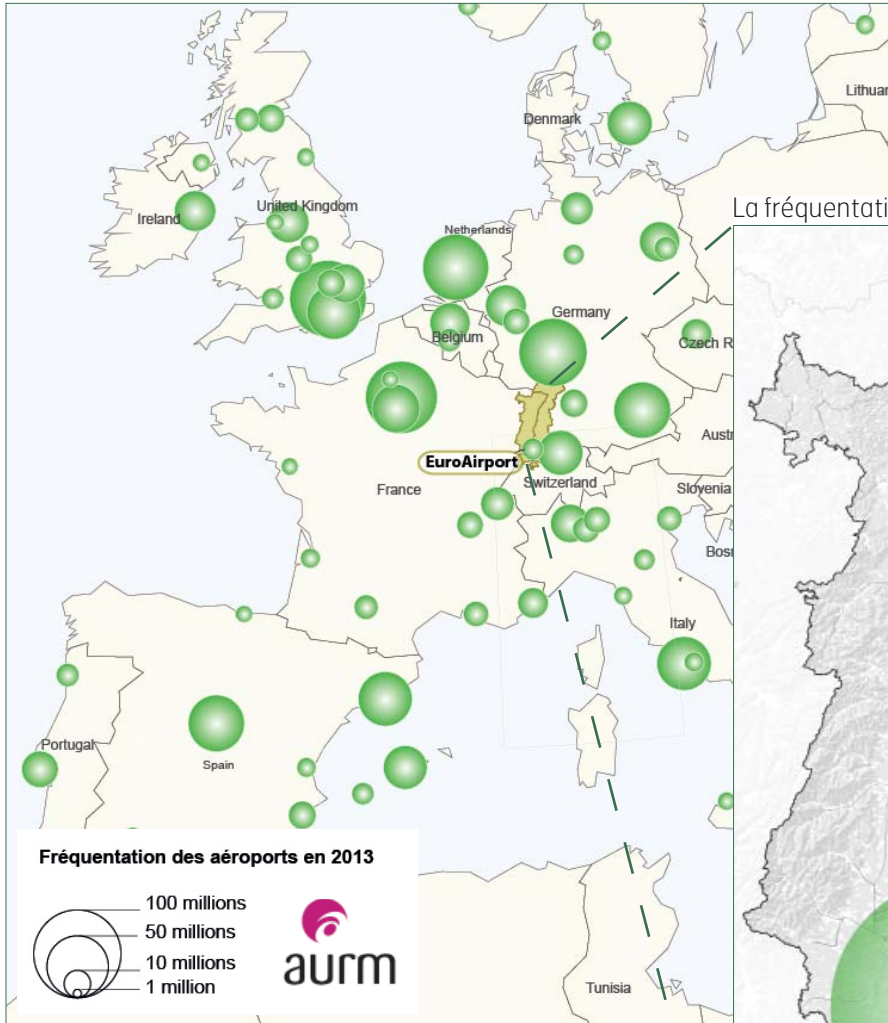 Lithuan
Denmark
La fréquentati
United Kingdom
Ireland
Netherlands
Germany
Belgium
Czech R
Austr
EuroAirport
France
Switzerland
Slovenia
Bosn
Italy
Portugal
Spain
Fréquentation des aéroports en 2013
100 millions
50 millions
10 millions
1 million
aurm
Tunisia